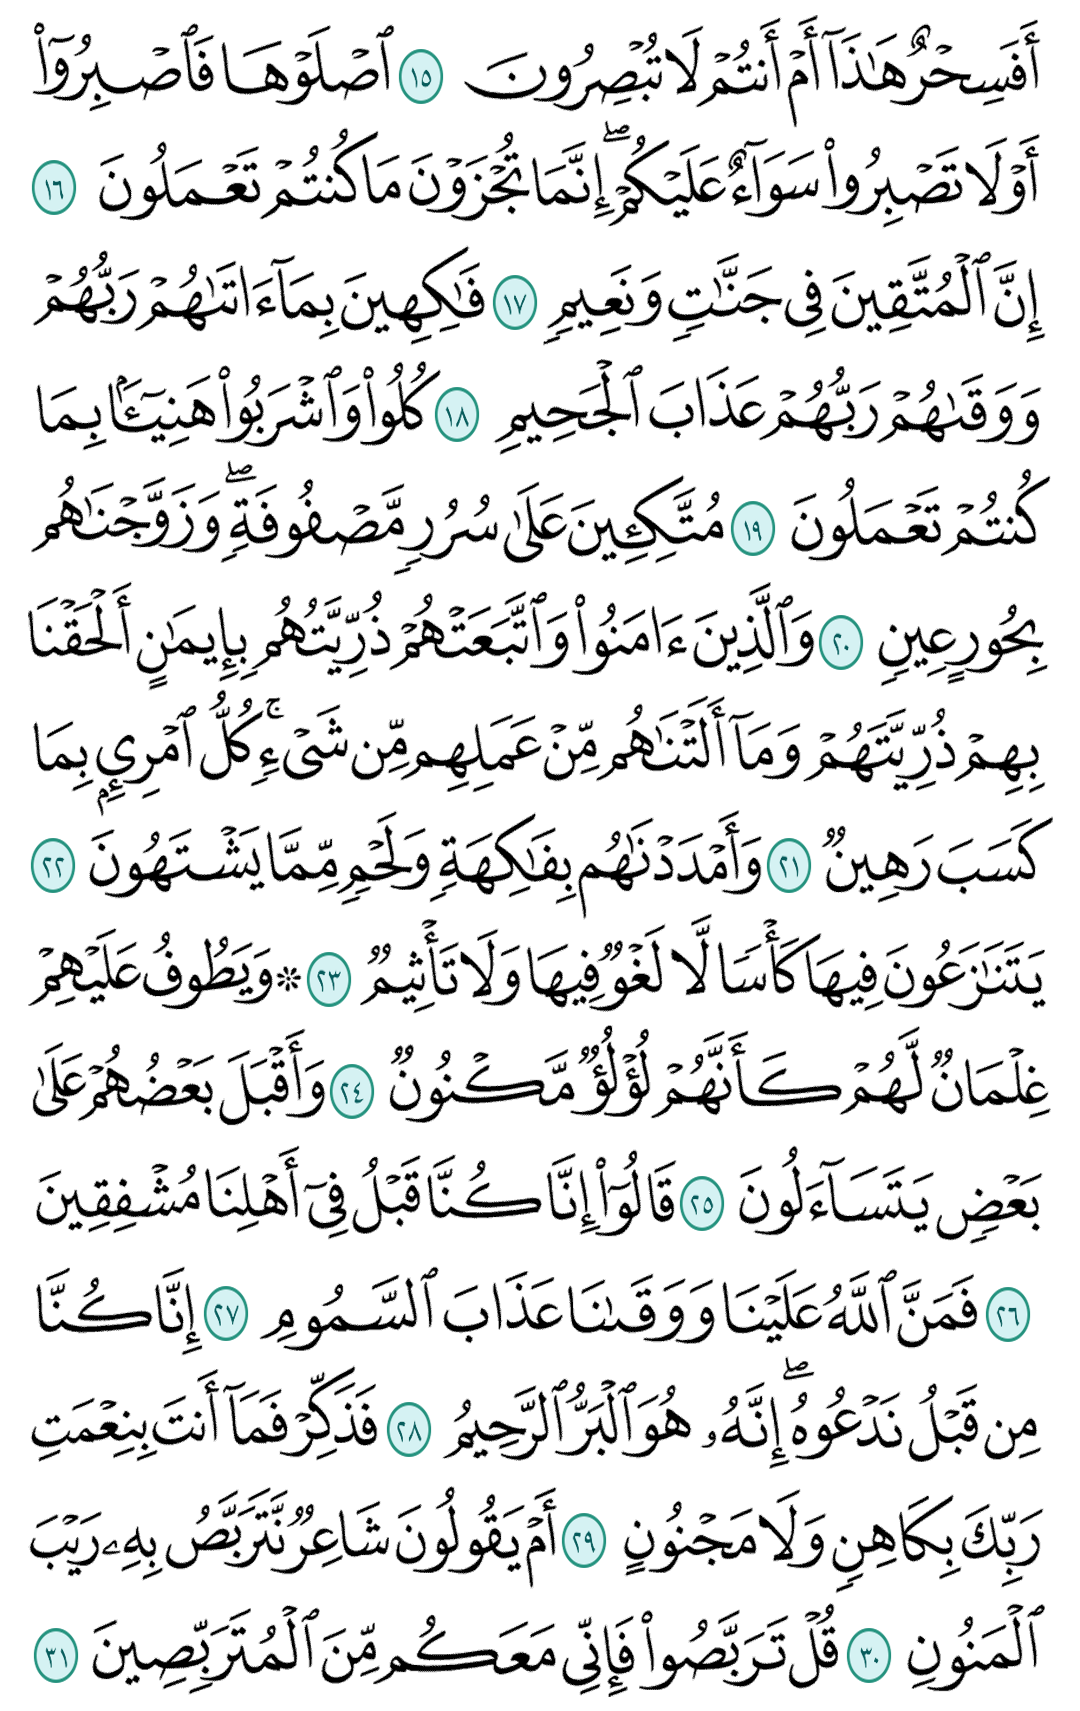 أَفَسِحْرٌ هَٰذَآ أَمْ أَنتُمْ لَا تُبْصِرُونَ ١٥ ٱصْلَوْهَا فَٱصْبِرُوٓا۟
أَوْ لَا تَصْبِرُوا۟ سَوَآءٌ عَلَيْكُمْ ۖ إِنَّمَا تُجْزَوْنَ مَا كُنتُمْ تَعْمَلُونَ ١٦
إِنَّ ٱلْمُتَّقِينَ فِى جَنَّٰتٍ وَنَعِيمٍ ١٧ فَٰكِهِينَ بِمَآ ءَاتَىٰهُمْ رَبُّهُمْ
وَوَقَىٰهُمْ رَبُّهُمْ عَذَابَ ٱلْجَحِيمِ ١٨ كُلُوا۟ وَٱشْرَبُوا۟ هَنِيٓـًٔۢا بِمَا
كُنتُمْ تَعْمَلُونَ ١٩ مُتَّكِـِٔينَ عَلَىٰ سُرُرٍ مَّصْفُوفَةٍ ۖ وَزَوَّجْنَٰهُم
بِحُورٍ عِينٍ ٢٠ وَٱلَّذِينَ ءَامَنُوا۟ وَٱتَّبَعَتْهُمْ ذُرِّيَّتُهُم بِإِيمَٰنٍ أَلْحَقْنَا
بِهِمْ ذُرِّيَّتَهُمْ وَمَآ أَلَتْنَٰهُم مِّنْ عَمَلِهِم مِّن شَىْءٍ ۚ كُلُّ ٱمْرِئٍۭ بِمَا
كَسَبَ رَهِينٌ ٢١ وَأَمْدَدْنَٰهُم بِفَٰكِهَةٍ وَلَحْمٍ مِّمَّا يَشْتَهُونَ ٢٢
يَتَنَٰزَعُونَ فِيهَا كَأْسًا لَّا لَغْوٌ فِيهَا وَلَا تَأْثِيمٌ ٢٣ ۞ وَيَطُوفُ عَلَيْهِمْ
غِلْمَانٌ لَّهُمْ كَأَنَّهُمْ لُؤْلُؤٌ مَّكْنُونٌ ٢٤ وَأَقْبَلَ بَعْضُهُمْ عَلَىٰ
بَعْضٍ يَتَسَآءَلُونَ ٢٥ قَالُوٓا۟ إِنَّا كُنَّا قَبْلُ فِىٓ أَهْلِنَا مُشْفِقِينَ
٢٦ فَمَنَّ ٱللَّهُ عَلَيْنَا وَوَقَىٰنَا عَذَابَ ٱلسَّمُومِ ٢٧ إِنَّا كُنَّا
مِن قَبْلُ نَدْعُوهُ ۖ إِنَّهُۥ هُوَ ٱلْبَرُّ ٱلرَّحِيمُ ٢٨ فَذَكِّرْ فَمَآ أَنتَ بِنِعْمَتِ
رَبِّكَ بِكَاهِنٍ وَلَا مَجْنُونٍ ٢٩ أَمْ يَقُولُونَ شَاعِرٌ نَّتَرَبَّصُ بِهِۦ رَيْبَ
ٱلْمَنُونِ ٣٠ قُلْ تَرَبَّصُوا۟ فَإِنِّى مَعَكُم مِّنَ ٱلْمُتَرَبِّصِينَ ٣١